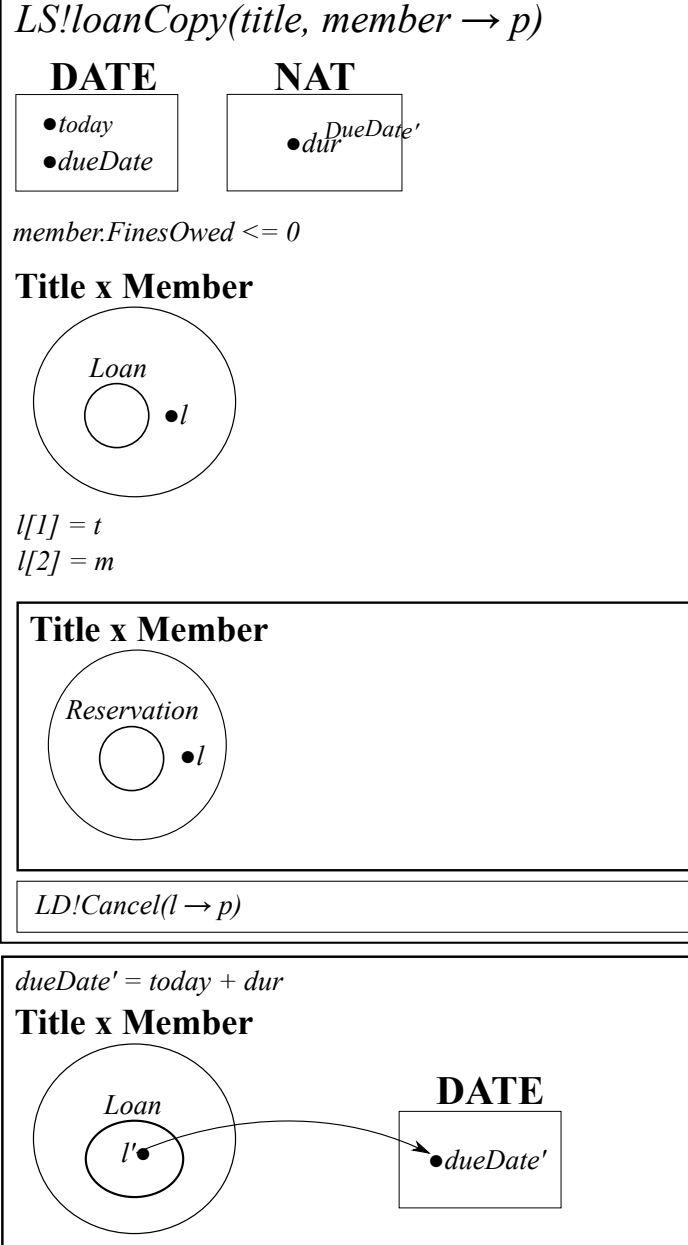 LS!loanCopy(title, member → p)
DATE NAT
•today
•dueDate
•dur
DueDate'
member.FinesOwed <= 0
Title x Member
Loan
•l
l[1] = t
l[2] = m
Title x Member
Reservation
•l
LD!Cancel(l → p)
dueDate' = today + dur
Title x Member
Loan
l'•
DATE
•dueDate'